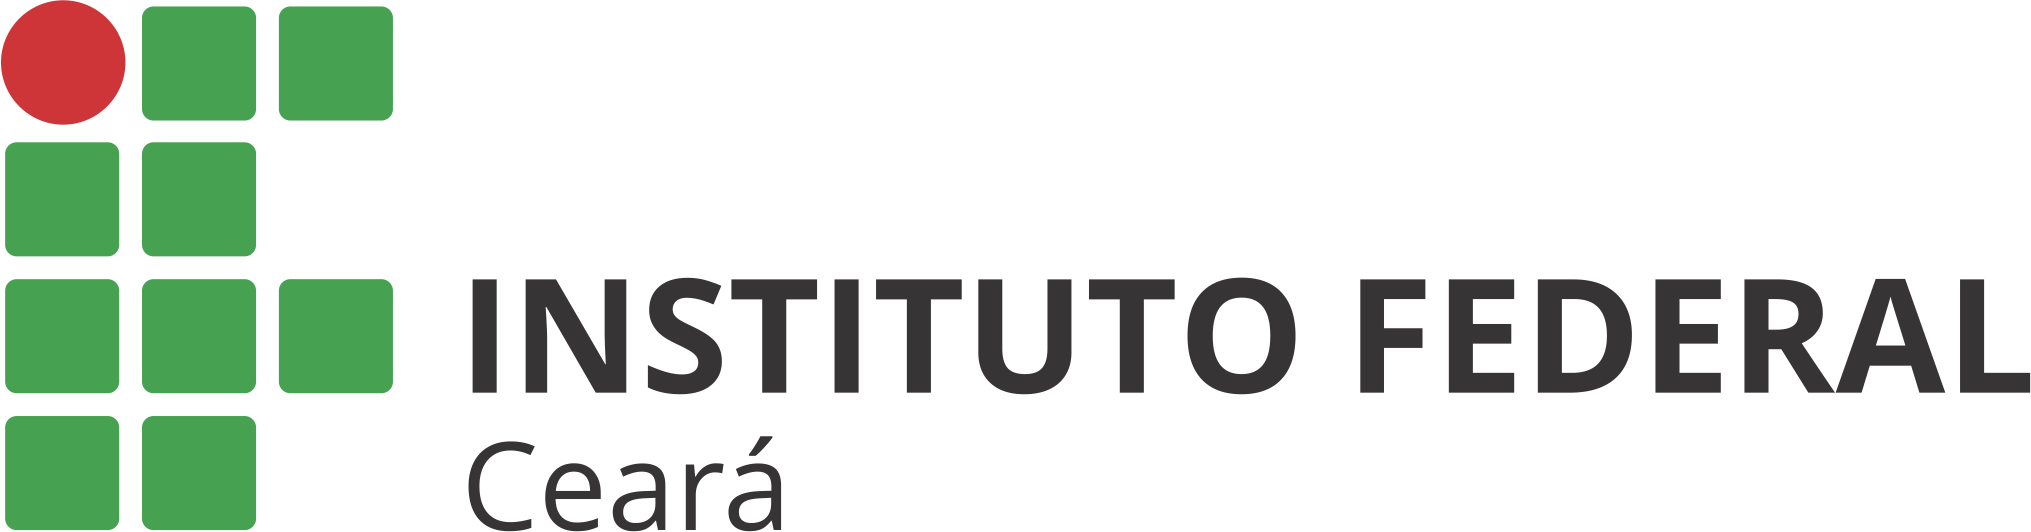 INSTITUTO FEDERAL
Ceará